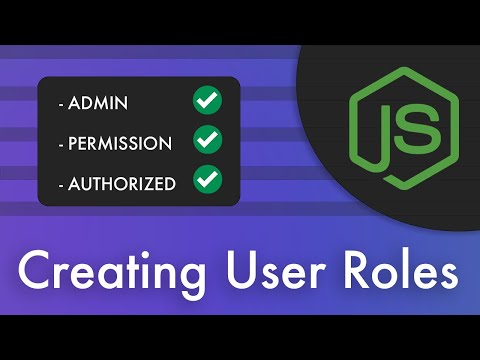 - ADMIN
- PERMISSION
- AUTHORIZED
JS
Creating User Roles